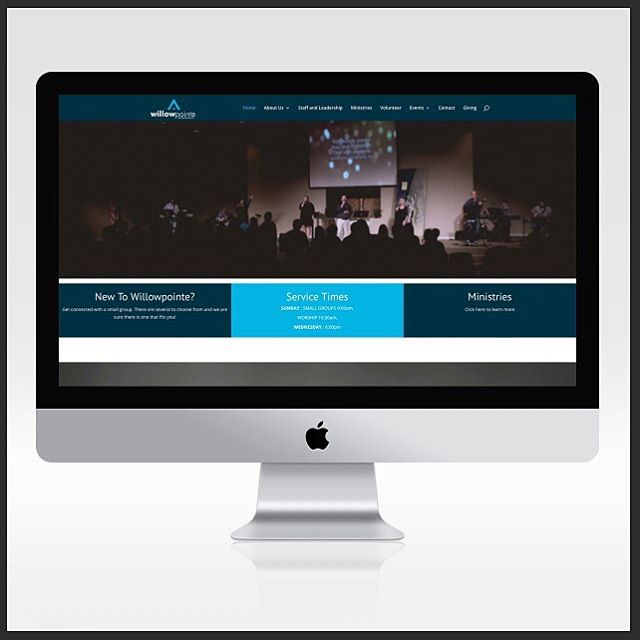 willowpointe
Home About Us Staff and Leadership Ministries Volunteer Events Contact Giving
New To Willowpointe?
Get connected with a small group. There are several to choose from and we are
sure there is one that fits you!
Service Times
SUNDAY : SMALL GROUPS 9:00am,
WORSHIP 10:30am,
WEDNESDAY : 6:00pm
Ministries
Click here to learn more